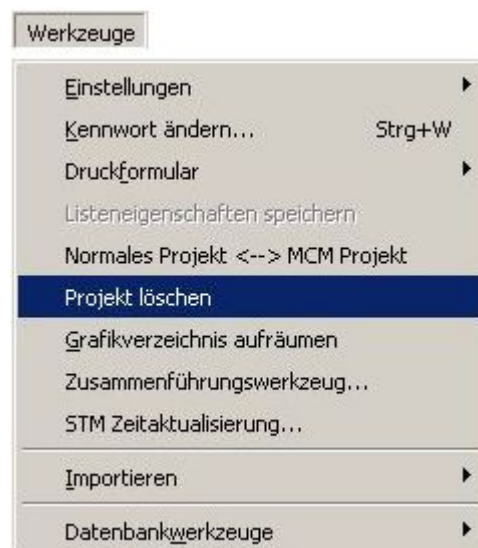 Werkzeuge
Einstellungen
Kennwort ändern... Strg+W
Druckformular
Listeneigenschaften speichern
Normales Projekt <--> MCM Projekt
Projekt löschen
Grafikverzeichnis aufräumen
Zusammenführungswerkzeug...
STM Zeitaktualisierung...
Importieren
Datenbankwerkzeuge